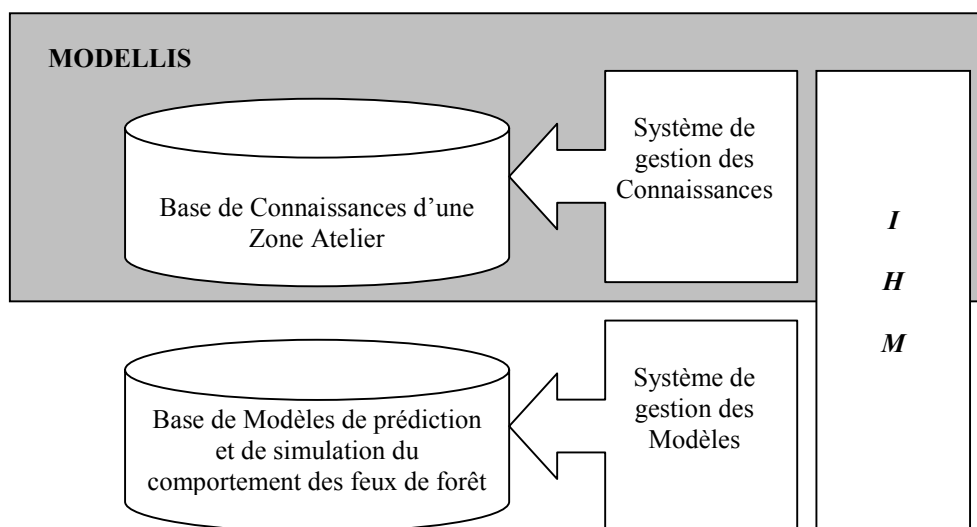 MODELLIS
Système de
gestion des
Connaissances
Base de Connaissances d’une
Zone Atelier
I
H
M
Système de
gestion des
Modèles
Base de Modèles de prédiction
et de simulation du
comportement des feux de forêt